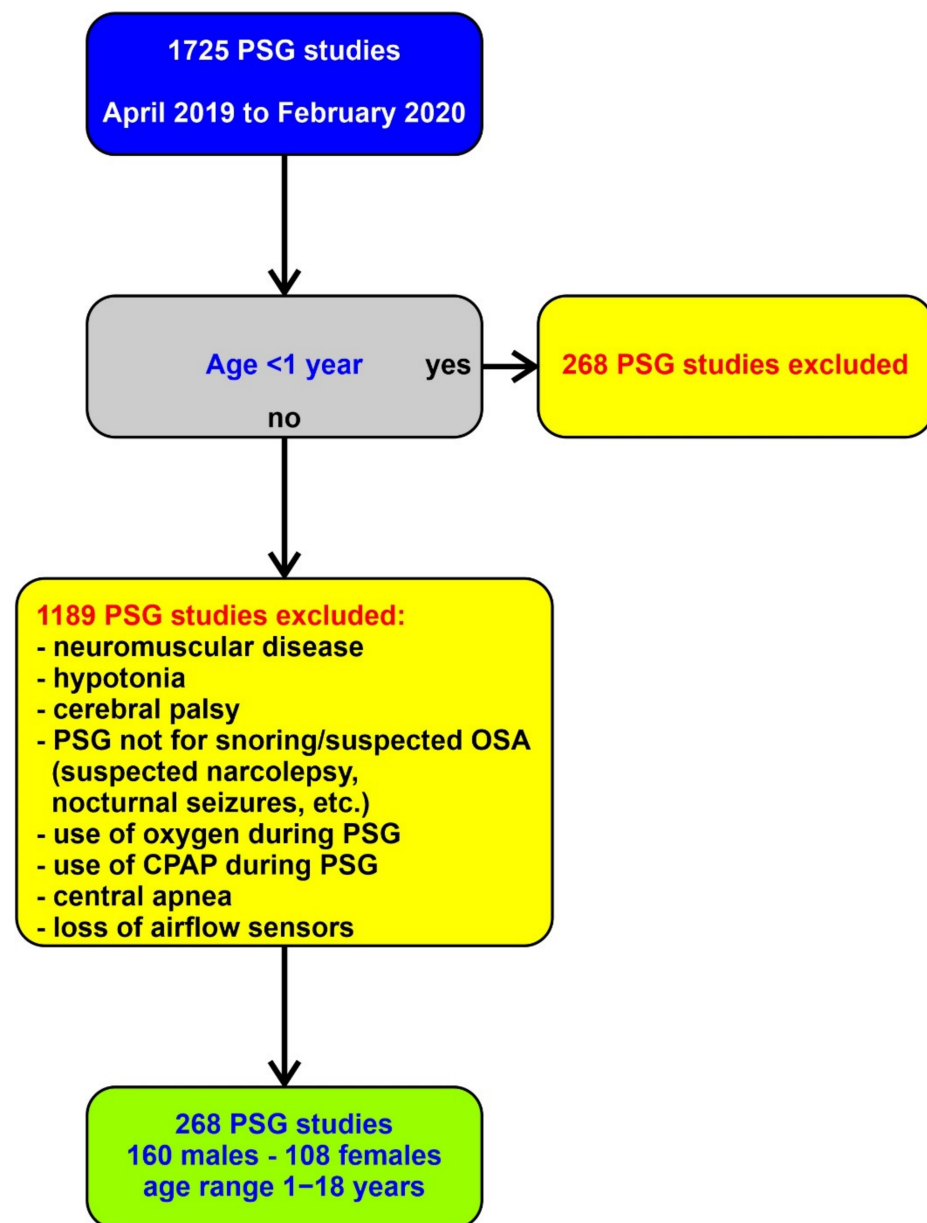 1725 PSG studies
April 2019 to February 2020
Age <1 year
yes
268 PSG studies excluded
no
1189 PSG studies excluded:
- neuromuscular disease
- hypotonia
- cerebral palsy
- PSG not for snoring/suspected OSA
(suspected narcolepsy,
nocturnal seizures, etc.)
- use of oxygen during PSG
- use of CPAP during PSG
- central apnea
- loss of airflow sensors
268 PSG studies
160 males - 108 females
age range 1−18 years